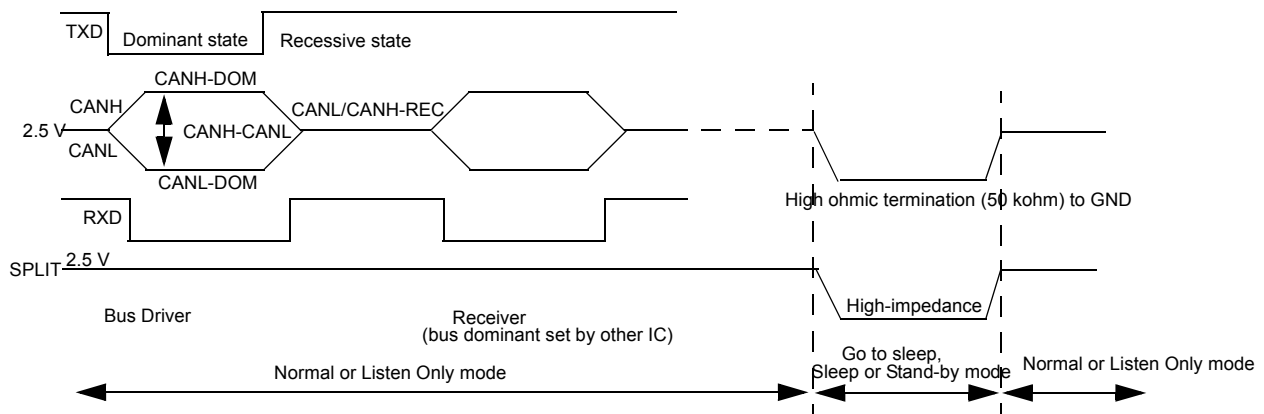 TXD
Dominant state
Recessive state
CANH-DOM
CANH
CANL/CANH-REC
2.5 V
CANH-CANL
CANL
CANL-DOM
High ohmic termination (50 kohm) to GND
RXD
SPLIT
2.5 V
High-impedance
Bus Driver
Receiver
(bus dominant set by other IC)
Go to sleep,
Sleep or Stand-by mode
Normal or Listen Only mode
Normal or Listen Only mode